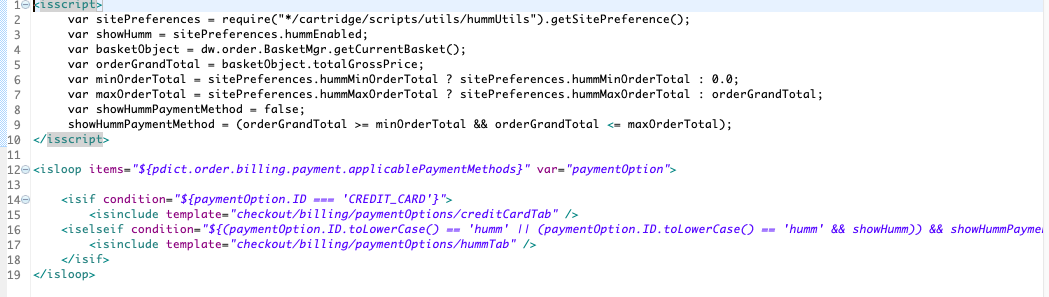 1 <isscript>
2 var sitePreferences = require("*/cartridge/scripts/utils/hummUtils").getSitePreference();
3 var showHumm = sitePreferences.hummEnabled;
4 var basketObject = dw.order.BasketMgr.getCurrentBasket();
5 var orderGrandTotal = basketObject.totalGrossPrice;
6 var minOrderTotal = sitePreferences.hummMinOrderTotal ? sitePreferences.hummMinOrderTotal : 0.0;
7 var maxOrderTotal = sitePreferences.hummMaxOrderTotal ? sitePreferences.hummMaxOrderTotal : orderGrandTotal;
8 var showHummPaymentMethod = false;
9 showHummPaymentMethod = (orderGrandTotal >= minOrderTotal && orderGrandTotal <= maxOrderTotal);
10 </isscript>
11
12 <isloop items="${pdict.order.billing.payment.applicablePaymentMethods}" var="paymentOption">
13
14 <isif condition="${paymentOption.ID === 'CREDIT_CARD'}">
15 <isinclude template="checkout/billing/paymentOptions/creditCardTab" />
16 <iselseif condition="${(paymentOption.ID.toLowerCase() == 'humm' || (paymentOption.ID.toLowerCase() == 'humm' && showHumm)) && showHummPayme
17 <isinclude template="checkout/billing/paymentOptions/hummTab" />
18 </isif>
19 </isloop>